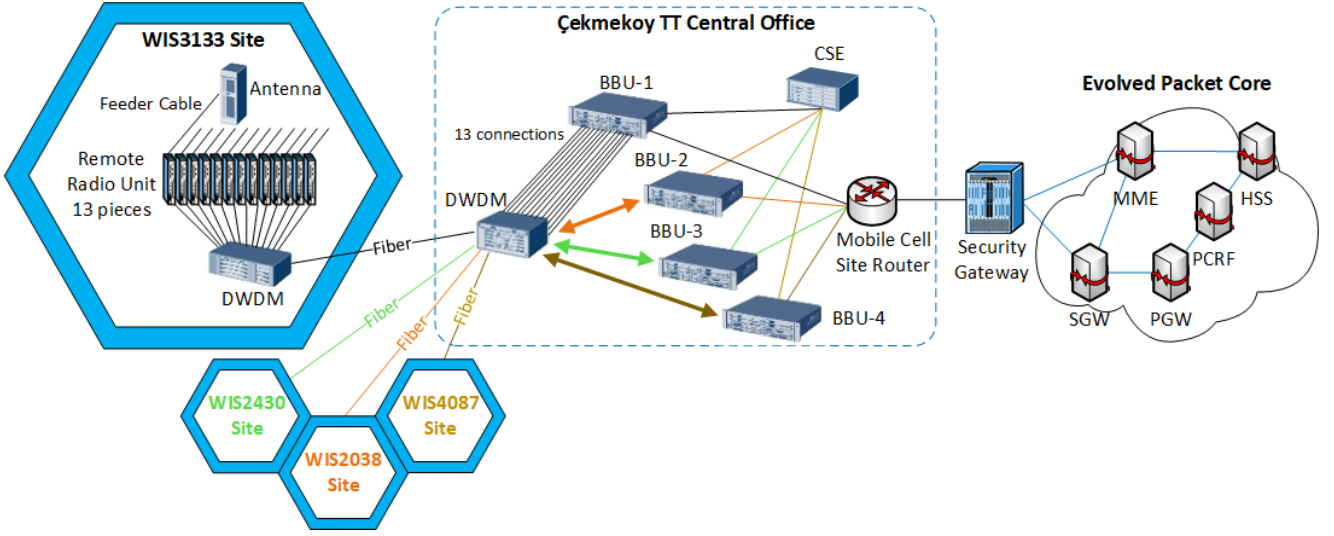 WIS3133 Site
Antenna
Feeder Cable
Remote
Radio Unit
13 pieces
DWDM
Fiber
Fiber
Fiber
Fiber
WIS2430
Site
WIS2038
Site
WIS4087
Site
Çekmekoy TT Central Office
BBU-1
CSE
13 connections
BBU-2
DWDM
BBU-3
BBU-4
Mobile Cell
Site Router
Security
Gateway
Evolved Packet Core
MME
HSS
PCRF
SGW
PGW